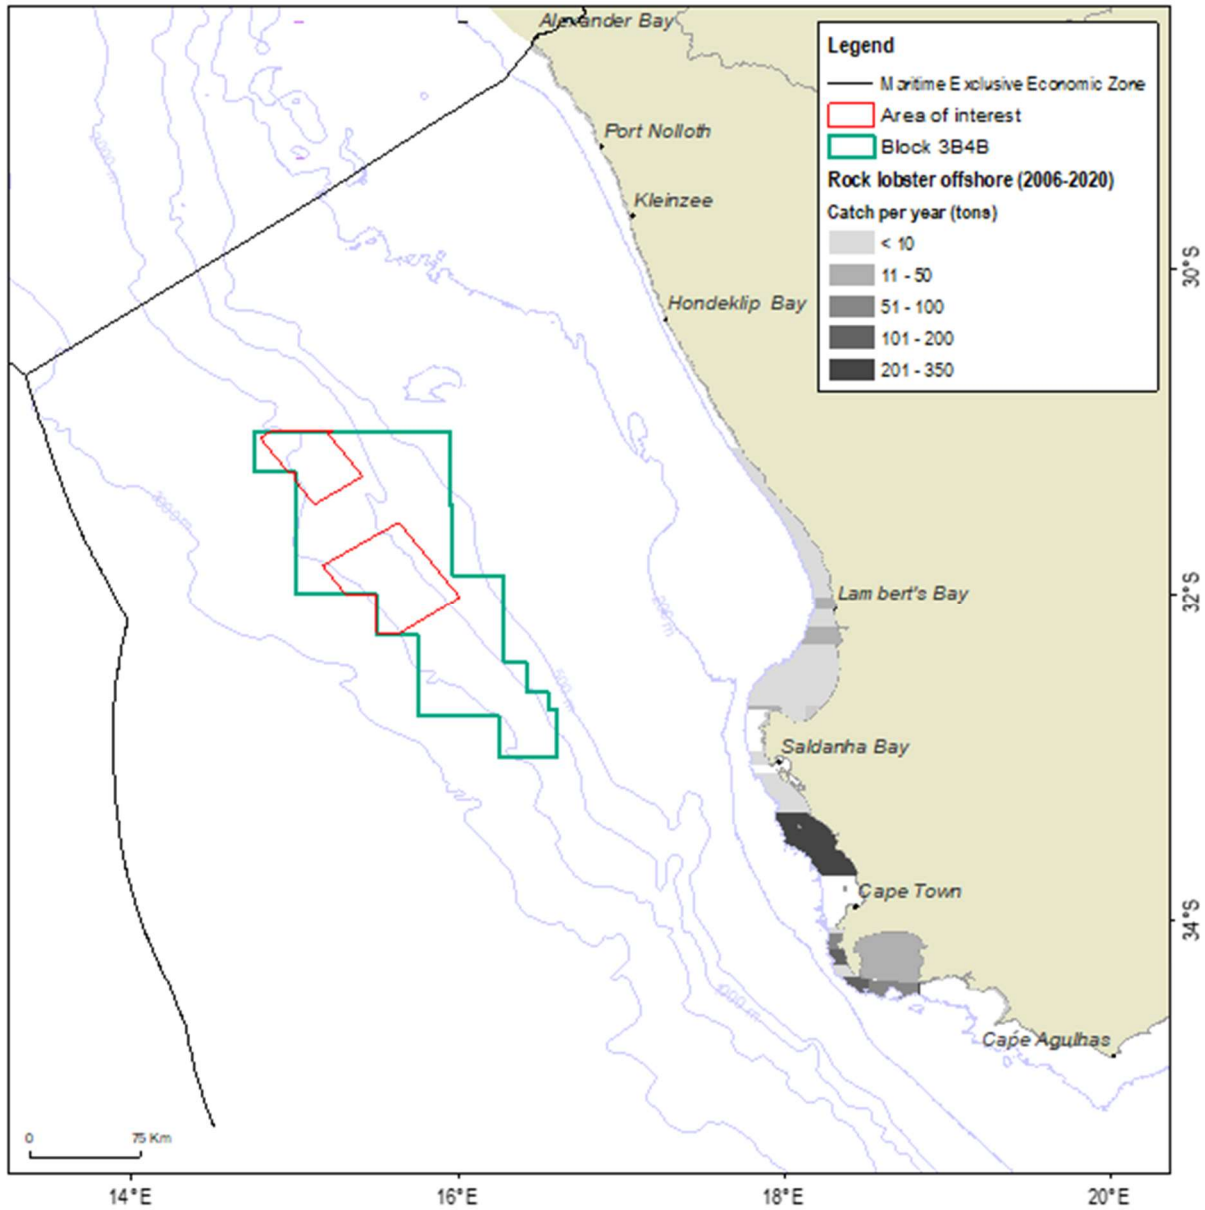 Alexander Bay
Port Nolloth
Kleinzee
Hondeklip Bay
Lambert's Bay
Saldanha Bay
Cape Town
Cape Agulhas
Legend
Maritime Exclusive Economic Zone
Area of interest
Block 3B4B
Rock lobster offshore (2006-2020)
Catch per year (tons)
< 10
11 - 50
51 - 100
101 - 200
201 - 350
30°S
32°S
34°S
200 m
500 m
0
75 Km
14°E
16°E
18°E
20°E